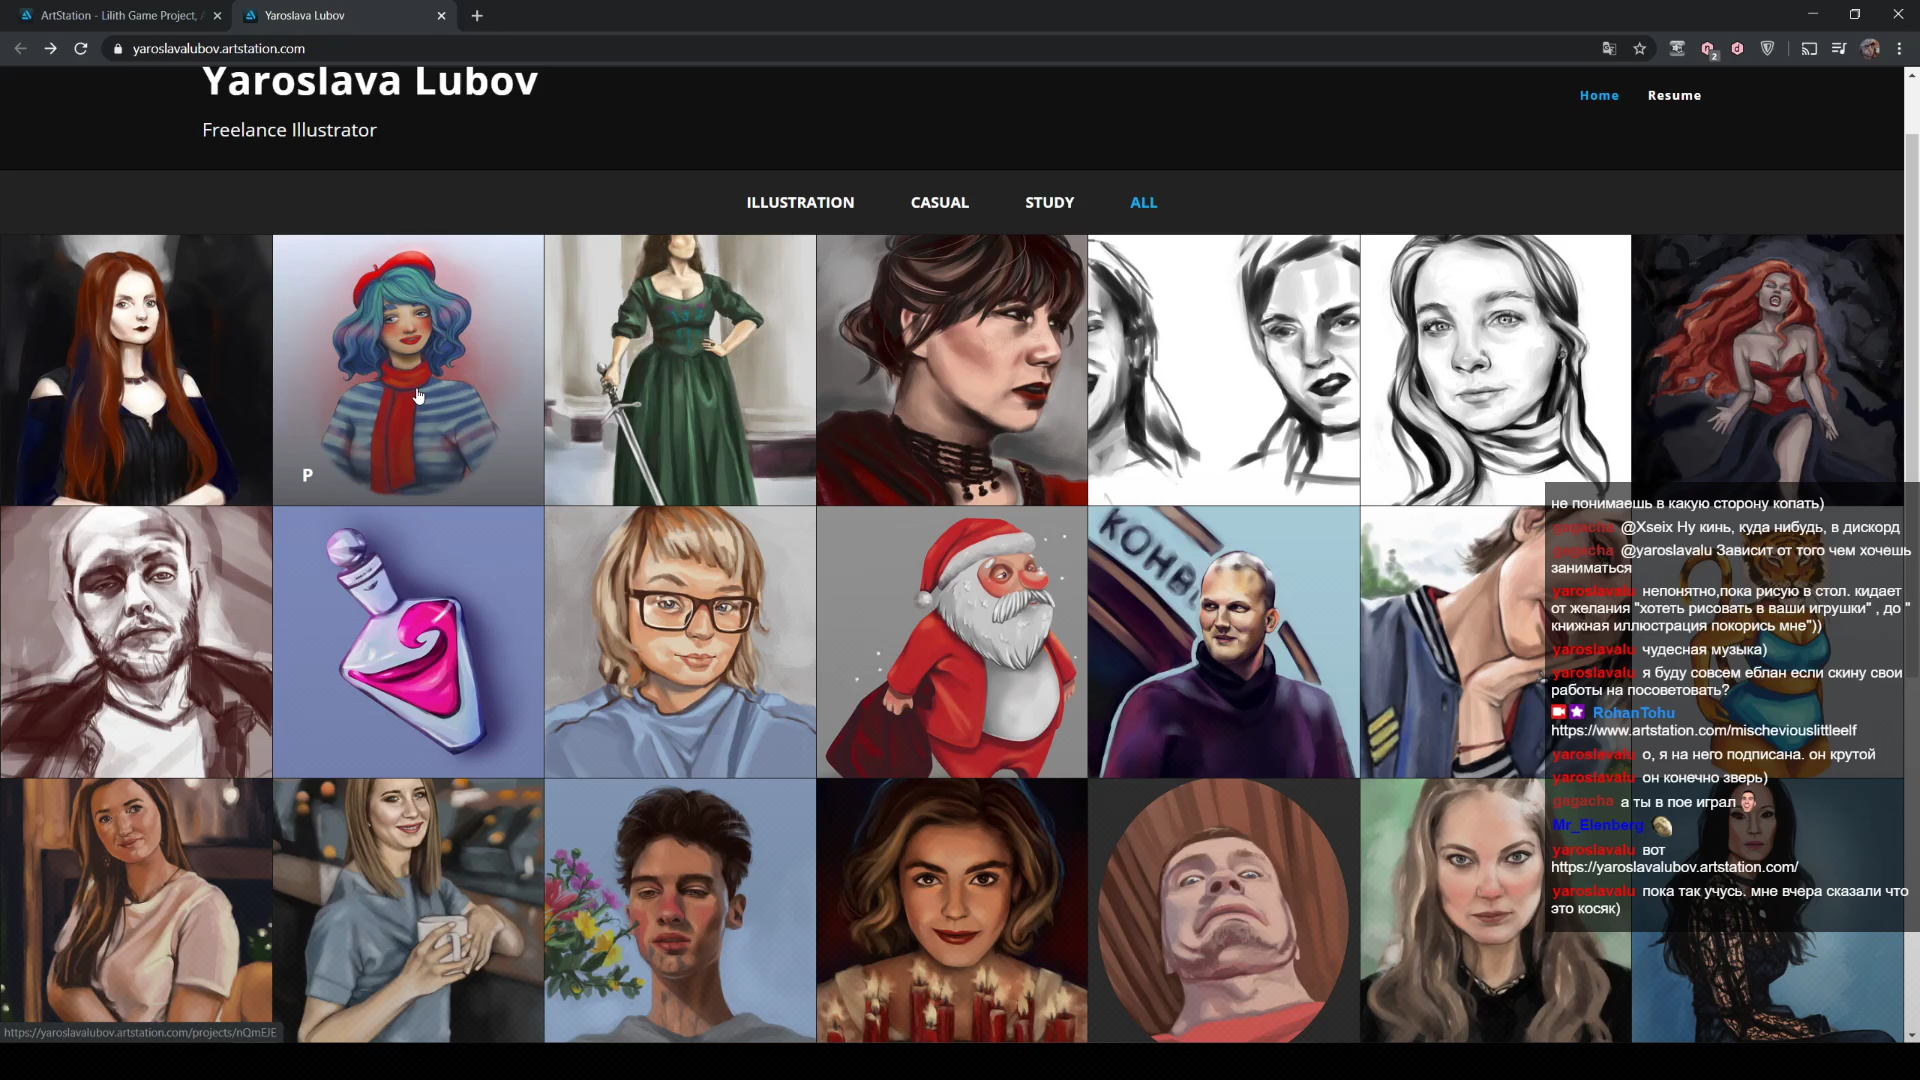 ArtStation - Lilith Game Project,
Yaroslava Lubov
yaroslavalubov.artstation.com
Yaroslava Lubov
Home Resume
Freelance Illustrator
ILLUSTRATION CASUAL STUDY ALL
P
КОНВ
не понимаешь в какую сторону копать)
gagacha @Xseix Ну кинь, куда нибудь, в дискорд
gagacha @yaroslavalu Зависит от того чем хочешь
заниматься
yaroslavalu непонятно,пока рисую в стол. кидает
от желания "хотеть рисовать в ваши игрушки" , до "
книжная иллюстрация покорись мне"))
yaroslavalu чудесная музыка)
yaroslavalu я буду совсем еблан если скину свои
работы на посоветовать?
RohanTohu
https://www.artstation.com/mischeviouslittleelf
yaroslavalu о, я на него подписана. он крутой
yaroslavalu он конечно зверь)
gagacha а ты в пое играл
Mr_Elenberg
yaroslavalu вот
https://yaroslavalubov.artstation.com/
yaroslavalu пока так учусь. мне вчера сказали что
это косяк)
https://yaroslavalubov.artstation.com/projects/nQmEJE
2